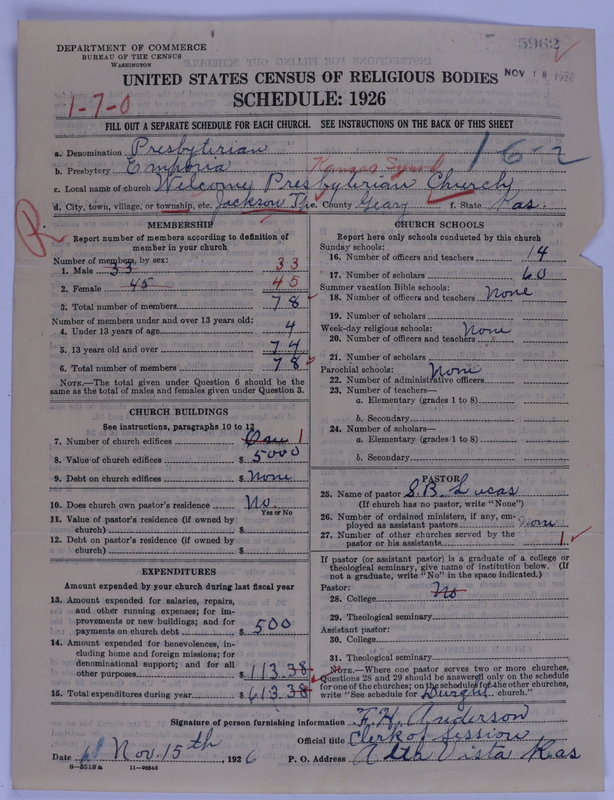 DEPARTMENT OF COMMERCE
BUREAU OF THE CENSUS
WASHINGTON
5962
UNITED STATES CENSUS OF RELIGIOUS BODIES
NOV 18 1926
SCHEDULE: 1926
1-7-0
FILL OUT A SEPARATE SCHEDULE FOR EACH CHURCH. SEE INSTRUCTIONS ON THE BACK OF THIS SHEET
a. Denomination Presbyterian
b. Presbytery Emporia Kansas Synod
16-2
c. Local name of church Welcome Presbyterian Church
d. City, town, village, or township, etc. Jackson Tp. e. County Geary f. State Kas.
R
MEMBERSHIP
Report number of members according to definition of member in your church
Number of members, by sex:
1. Male 33 33
2. Female 45 45
3. Total number of members 78
Number of members under and over 13 years old:
4. Under 13 years of age 4
5. 13 years old and over 74
6. Total number of members 78
NOTE.—The total given under Question 6 should be the same as the total of males and females given under Question 3.
CHURCH BUILDINGS
See instructions, paragraphs 10 to 12
7. Number of church edifices One 1
8. Value of church edifices $ 5000
9. Debt on church edifices $ None
10. Does church own pastor's residence No.
Yes or No
11. Value of pastor's residence (if owned by church) $
12. Debt on pastor's residence (if owned by church) $
EXPENDITURES
Amount expended by your church during last fiscal year
13. Amount expended for salaries, repairs, and other running expenses; for improvements or new buildings; and for payments on church debt $ 500
14. Amount expended for benevolences, including home and foreign missions; for denominational support; and for all other purposes $ 113.38
15. Total expenditures during year $ 613.38
CHURCH SCHOOLS
Report here only schools conducted by this church
Sunday schools:
16. Number of officers and teachers 14
17. Number of scholars 60
Summer vacation Bible schools:
18. Number of officers and teachers None
19. Number of scholars
Week-day religious schools: None
20. Number of officers and teachers
21. Number of scholars
Parochial schools: None
22. Number of administrative officers
23. Number of teachers—
a. Elementary (grades 1 to 8)
b. Secondary
24. Number of scholars—
a. Elementary (grades 1 to 8)
b. Secondary
PASTOR
25. Name of pastor S.B. Lucas
(If church has no pastor, write "None")
26. Number of ordained ministers, if any, employed as assistant pastors None
27. Number of other churches served by the pastor or his assistants 1
If pastor (or assistant pastor) is a graduate of a college or theological seminary, give name of institution below. (If not a graduate, write "No" in the space indicated.)
Pastor:
28. College No
29. Theological seminary
Assistant pastor:
30. College
31. Theological seminary
NOTE.—Where one pastor serves two or more churches, Questions 28 and 29 should be answered only on the schedule for one of the churches; on the schedules for the other churches, write "See schedule for Dwight church."
Signature of person furnishing information F. H. Anderson
Official title Clerk of Session
Date Nov. 15th, 1926 P. O. Address Alta Vista Kas
8-5518a 11-90546